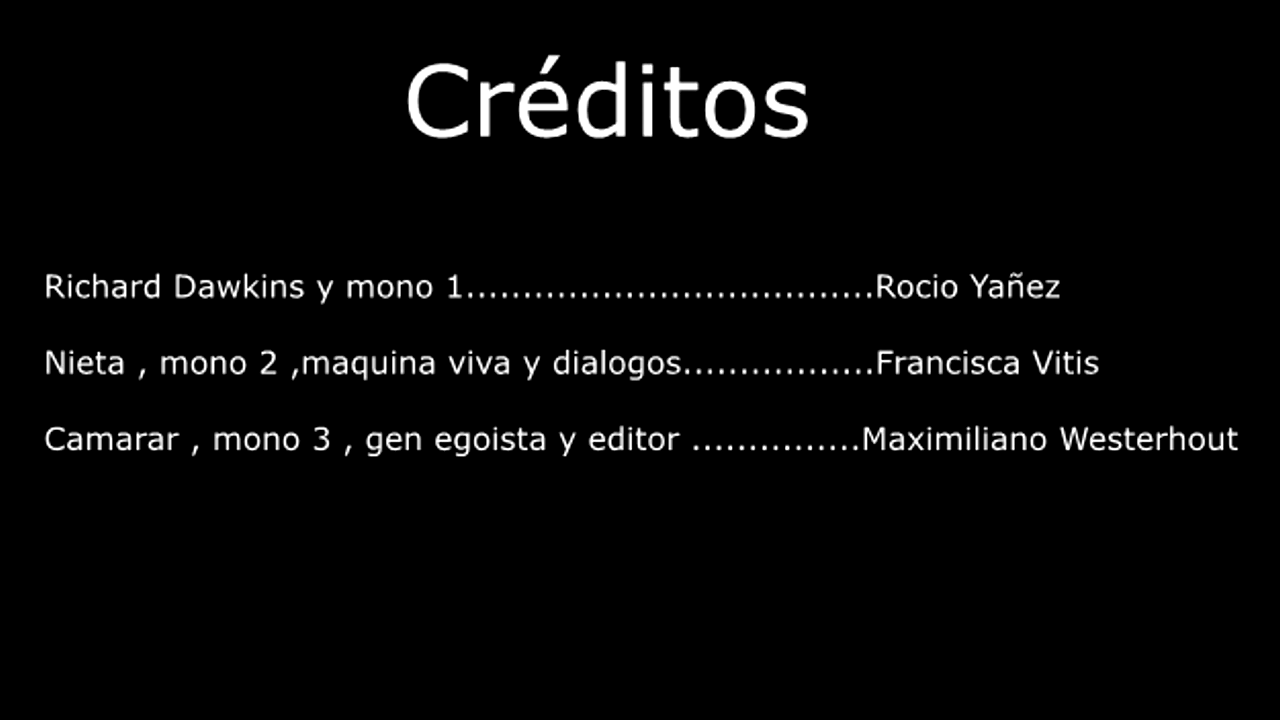 Créditos
Richard Dawkins y mono 1....................................Rocio Yañez
Nieta , mono 2 ,maquina viva y dialogos.................Francisca Vitis
Camarar , mono 3 , gen egoista y editor ...............Maximiliano Westerhout